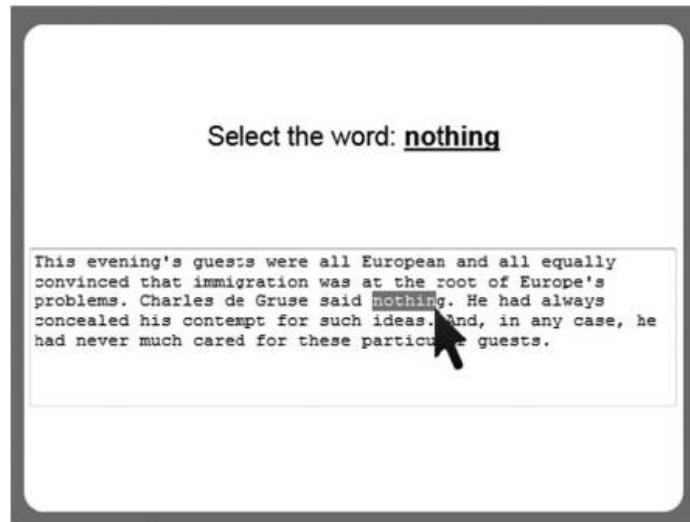 Select the word: nothing
This evening's guests were all European and all equally
convinced that immigration was at the root of Europe's
problems. Charles de Gruse said nothing. He had always
concealed his contempt for such ideas. And, in any case, he
had never much cared for these particular guests.